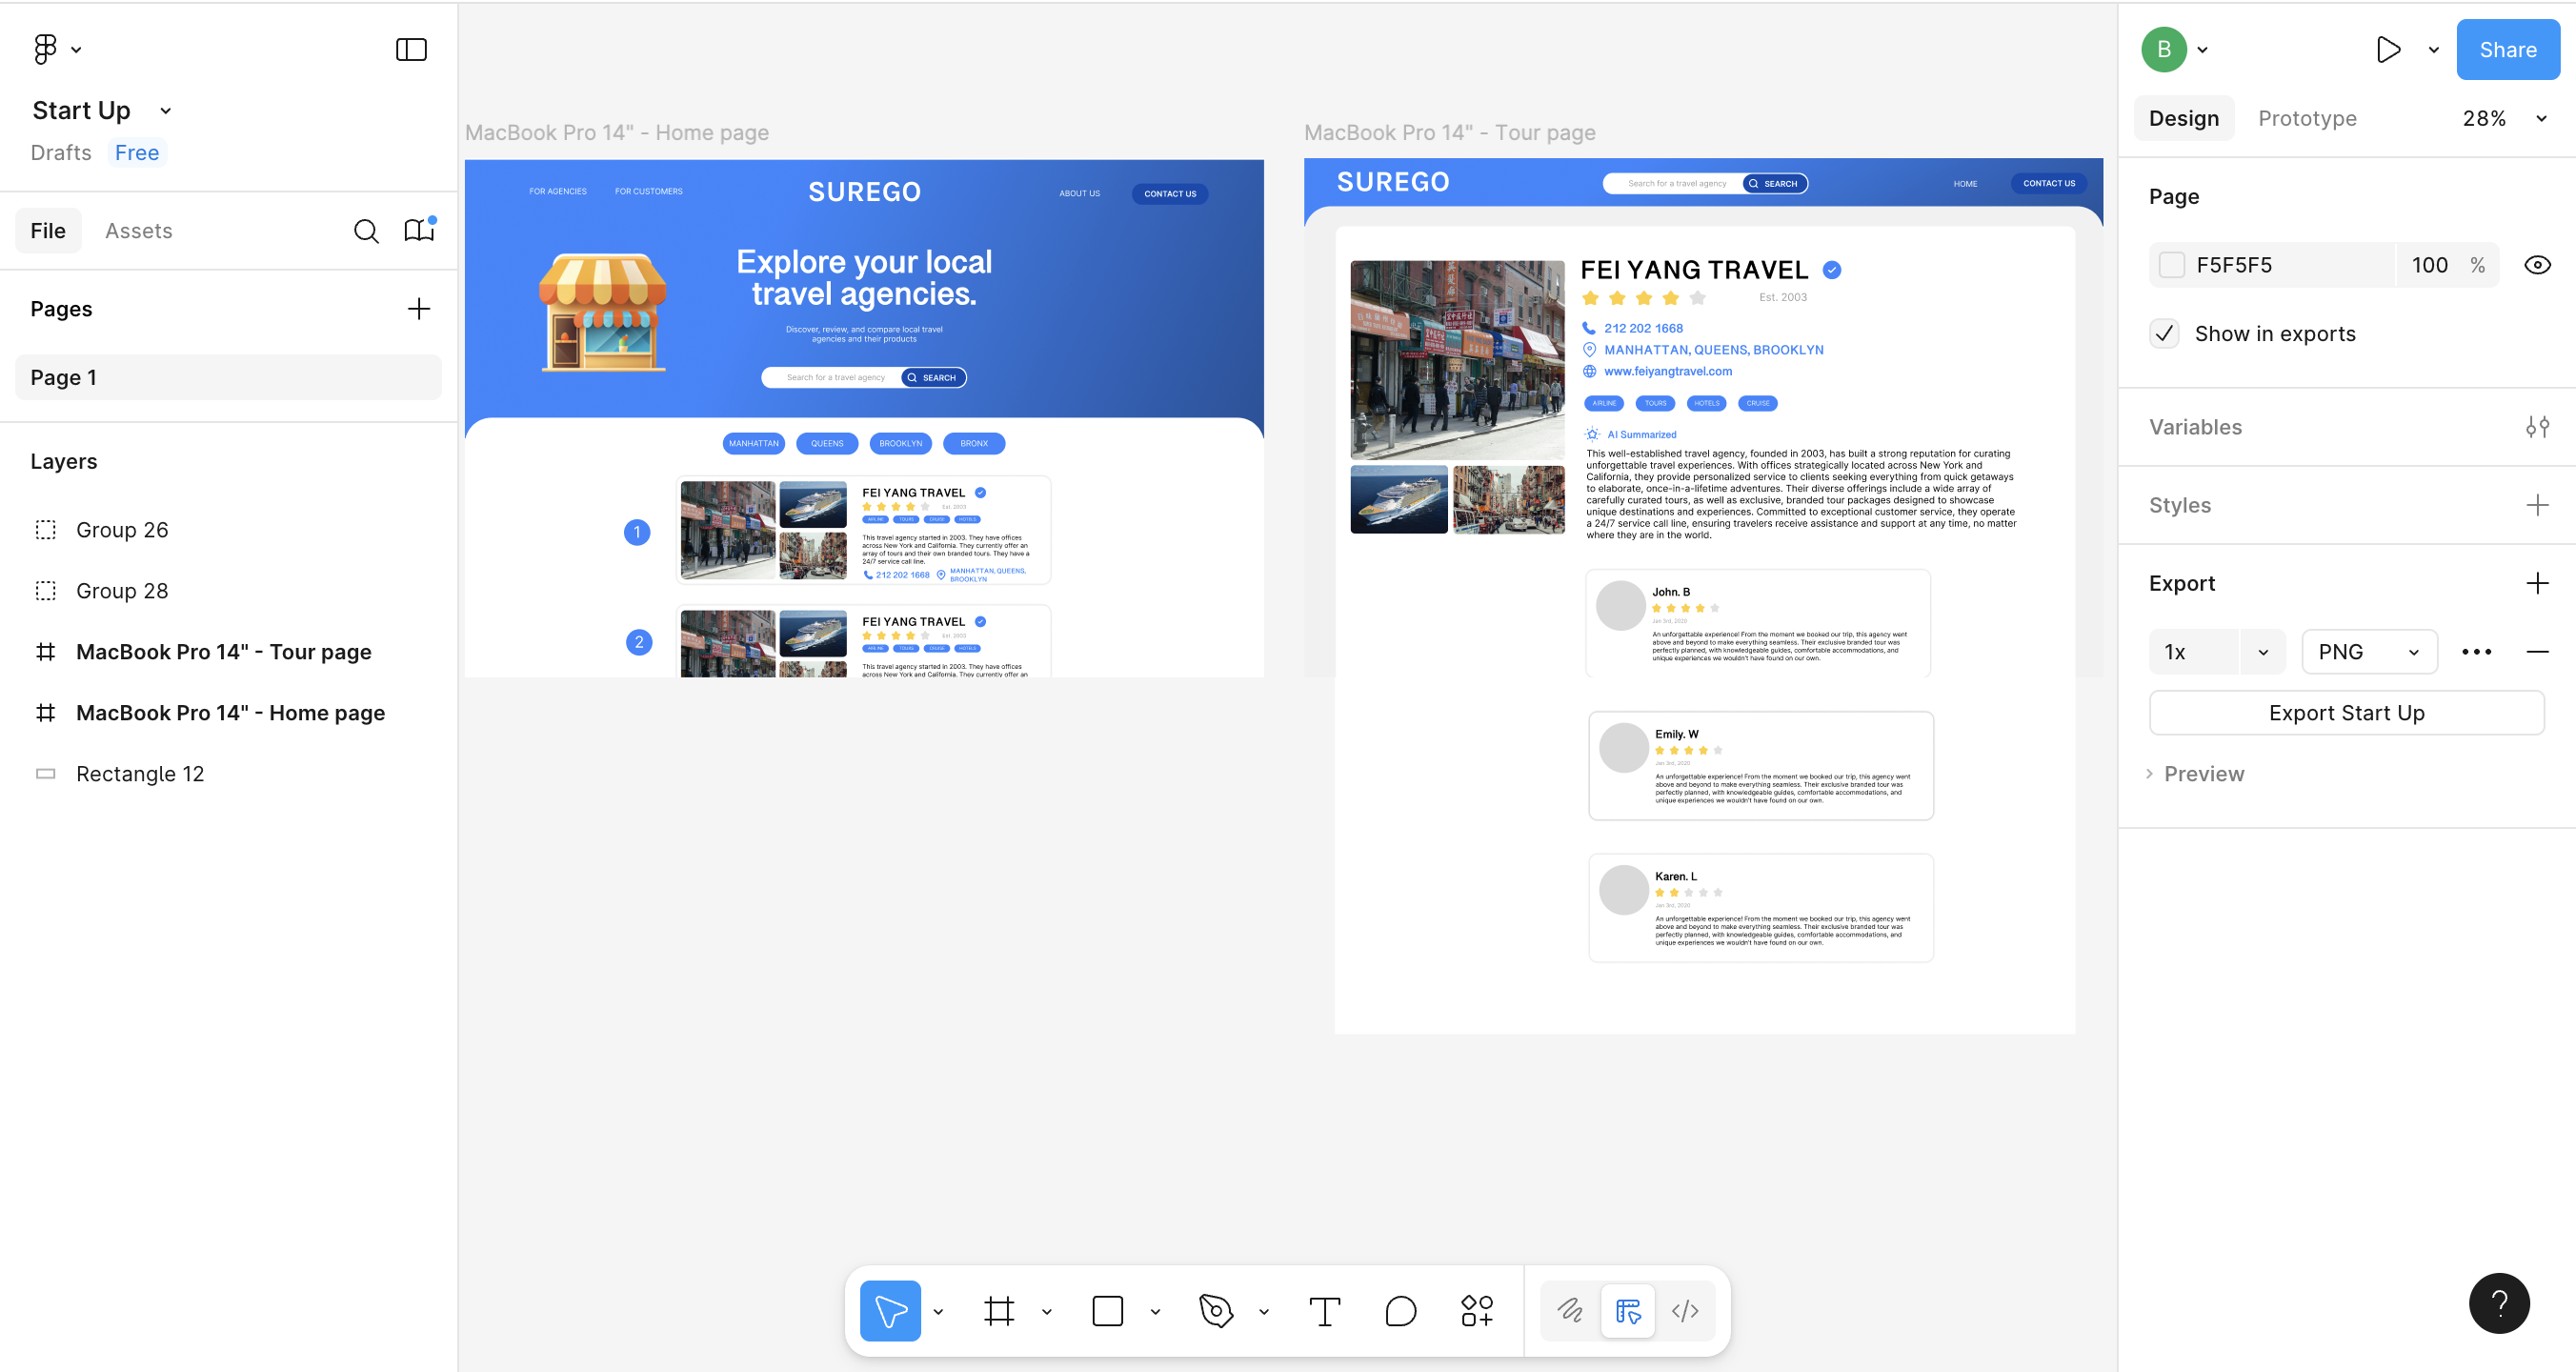 Start Up
Drafts Free
File Assets
Pages
Page 1
Layers
Group 26
Group 28
MacBook Pro 14" - Tour page
MacBook Pro 14" - Home page
Rectangle 12
MacBook Pro 14" - Home page
FOR AGENCIES FOR CUSTOMERS SUREGO ABOUT US CONTACT US
Explore your local
travel agencies.
Discover, review, and compare local travel
agencies and their products
Search for a travel agency SEARCH
MANHATTAN QUEENS BROOKLYN BRONX
1
FEI YANG TRAVEL
Est. 2003
AIRLINE TOURS CRUISE HOTELS
This travel agency started in 2003. They have offices
across New York and California. They currently offer an
array of tours and their own branded tours. They have a
24/7 service call line.
212 202 1668 MANHATTAN, QUEENS,
BROOKLYN
2
FEI YANG TRAVEL
Est. 2003
AIRLINE TOURS CRUISE HOTELS
This travel agency started in 2003. They have offices
across New York and California. They currently offer an
MacBook Pro 14" - Tour page
SUREGO Search for a travel agency SEARCH HOME CONTACT US
FEI YANG TRAVEL
Est. 2003
212 202 1668
MANHATTAN, QUEENS, BROOKLYN
www.feiyangtravel.com
AIRLINE TOURS HOTELS CRUISE
AI Summarized
This well-established travel agency, founded in 2003, has built a strong reputation for curating
unforgettable travel experiences. With offices strategically located across New York and
California, they provide personalized service to clients seeking everything from quick getaways
to elaborate, once-in-a-lifetime adventures. Their diverse offerings include a wide array of
carefully curated tours, as well as exclusive, branded tour packages designed to showcase
unique destinations and experiences. Committed to exceptional customer service, they operate
a 24/7 service call line, ensuring travelers receive assistance and support at any time, no matter
where they are in the world.
John. B
Jan 3rd, 2020
An unforgettable experience! From the moment we booked our trip, this agency went
above and beyond to make everything seamless. Their exclusive branded tour was
perfectly planned, with knowledgeable guides, comfortable accommodations, and
unique experiences we wouldn't have found on our own.
Emily. W
Jan 3rd, 2020
An unforgettable experience! From the moment we booked our trip, this agency went
above and beyond to make everything seamless. Their exclusive branded tour was
perfectly planned, with knowledgeable guides, comfortable accommodations, and
unique experiences we wouldn't have found on our own.
Karen. L
Jan 3rd, 2020
An unforgettable experience! From the moment we booked our trip, this agency went
above and beyond to make everything seamless. Their exclusive branded tour was
perfectly planned, with knowledgeable guides, comfortable accommodations, and
unique experiences we wouldn't have found on our own.
B Share
Design Prototype 28%
Page
F5F5F5 100 %
Show in exports
Variables
Styles
Export
1x PNG
Export Start Up
Preview
?